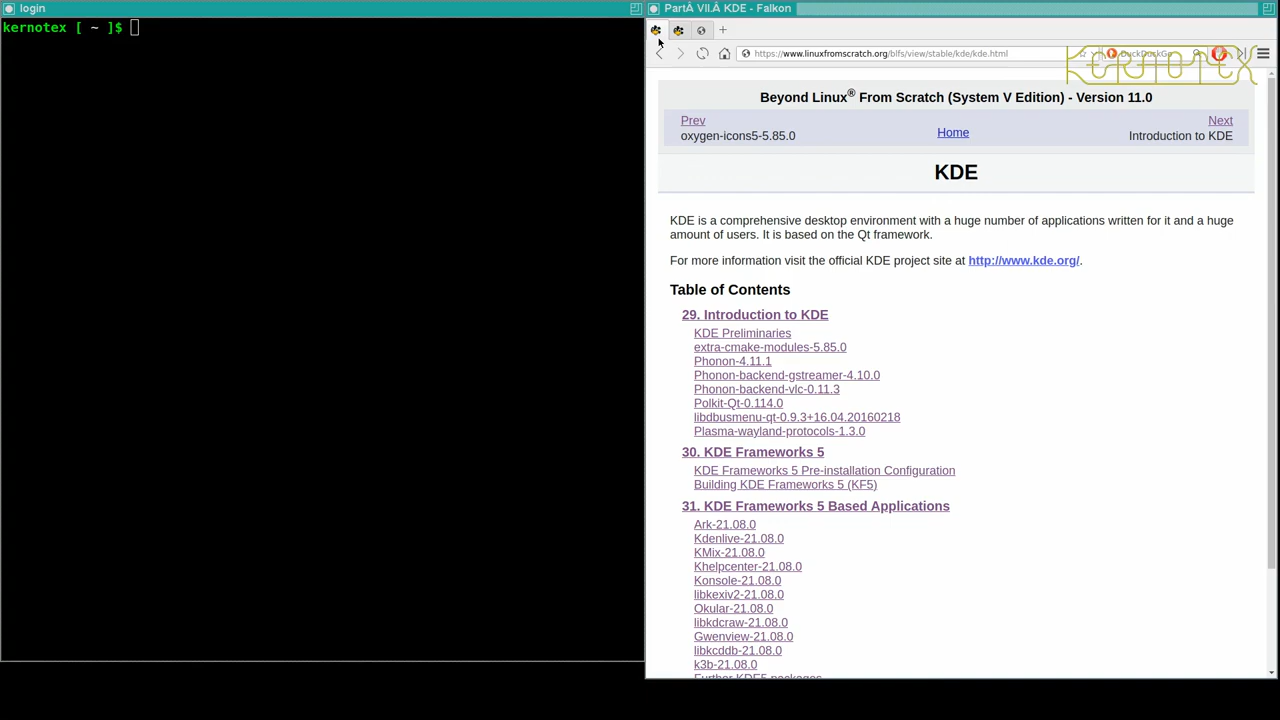 login
PartÂ VII.Â KDE - Falkon
kernotex [ ~ ]$
https://www.linuxfromscratch.org/blfs/view/stable/kde/kde.html
DuckDuckGo
kernotex
Beyond Linux® From Scratch (System V Edition) - Version 11.0
Prev
Next
oxygen-icons5-5.85.0
Home
Introduction to KDE
KDE
KDE is a comprehensive desktop environment with a huge number of applications written for it and a huge
amount of users. It is based on the Qt framework.
For more information visit the official KDE project site at http://www.kde.org/.
Table of Contents
29. Introduction to KDE
KDE Preliminaries
extra-cmake-modules-5.85.0
Phonon-4.11.1
Phonon-backend-gstreamer-4.10.0
Phonon-backend-vlc-0.11.3
Polkit-Qt-0.114.0
libdbusmenu-qt-0.9.3+16.04.20160218
Plasma-wayland-protocols-1.3.0
30. KDE Frameworks 5
KDE Frameworks 5 Pre-installation Configuration
Building KDE Frameworks 5 (KF5)
31. KDE Frameworks 5 Based Applications
Ark-21.08.0
Kdenlive-21.08.0
KMix-21.08.0
Khelpcenter-21.08.0
Konsole-21.08.0
libkexiv2-21.08.0
Okular-21.08.0
libkdcraw-21.08.0
Gwenview-21.08.0
libkcddb-21.08.0
k3b-21.08.0
Further KDE5 packages